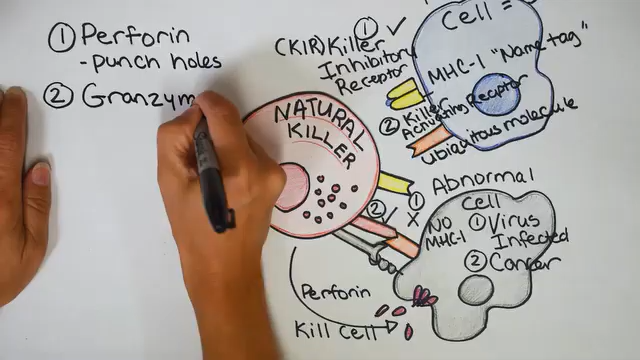 ① Perforin
-punch holes
② Granzym
① ✓
(KIR) Killer
Inhibitory
Receptor
Cell =
MHC-1 "Name tag"
② Killer
Activating Receptor
Ubiquitous molecule
NATURAL
KILLER
① X
② ✓
Abnormal
Cell
NO
MHC-1
① Virus
Infected
② Cancer
Perforin
Kill Cell